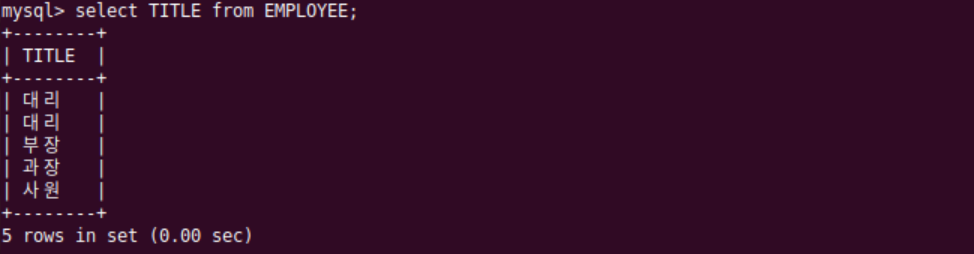 mysql> select TITLE from EMPLOYEE;
+--------+
| TITLE  |
+--------+
| 대리   |
| 대리   |
| 부장   |
| 과장   |
| 사원   |
+--------+
5 rows in set (0.00 sec)